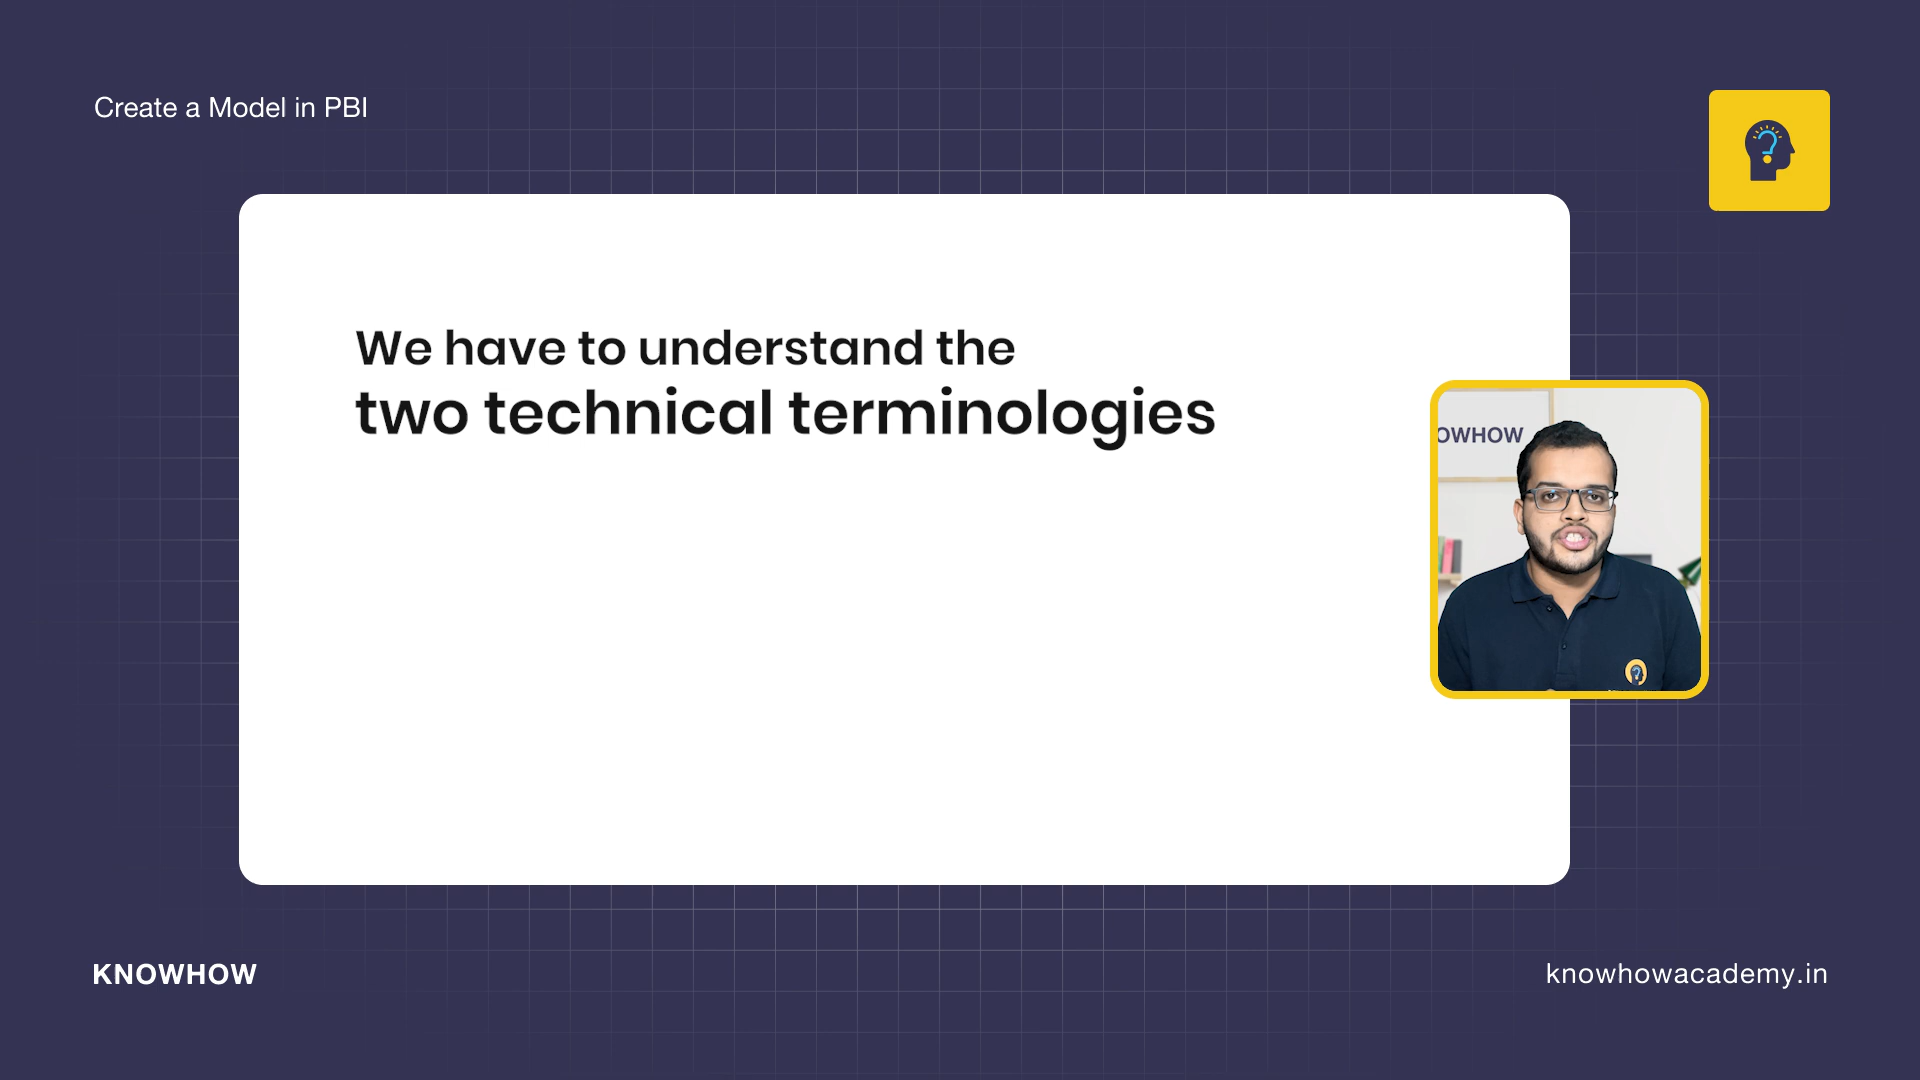 Create a Model in PBI
We have to understand the
two technical terminologies
OWHOW
KNOWHOW
knowhowacademy.in